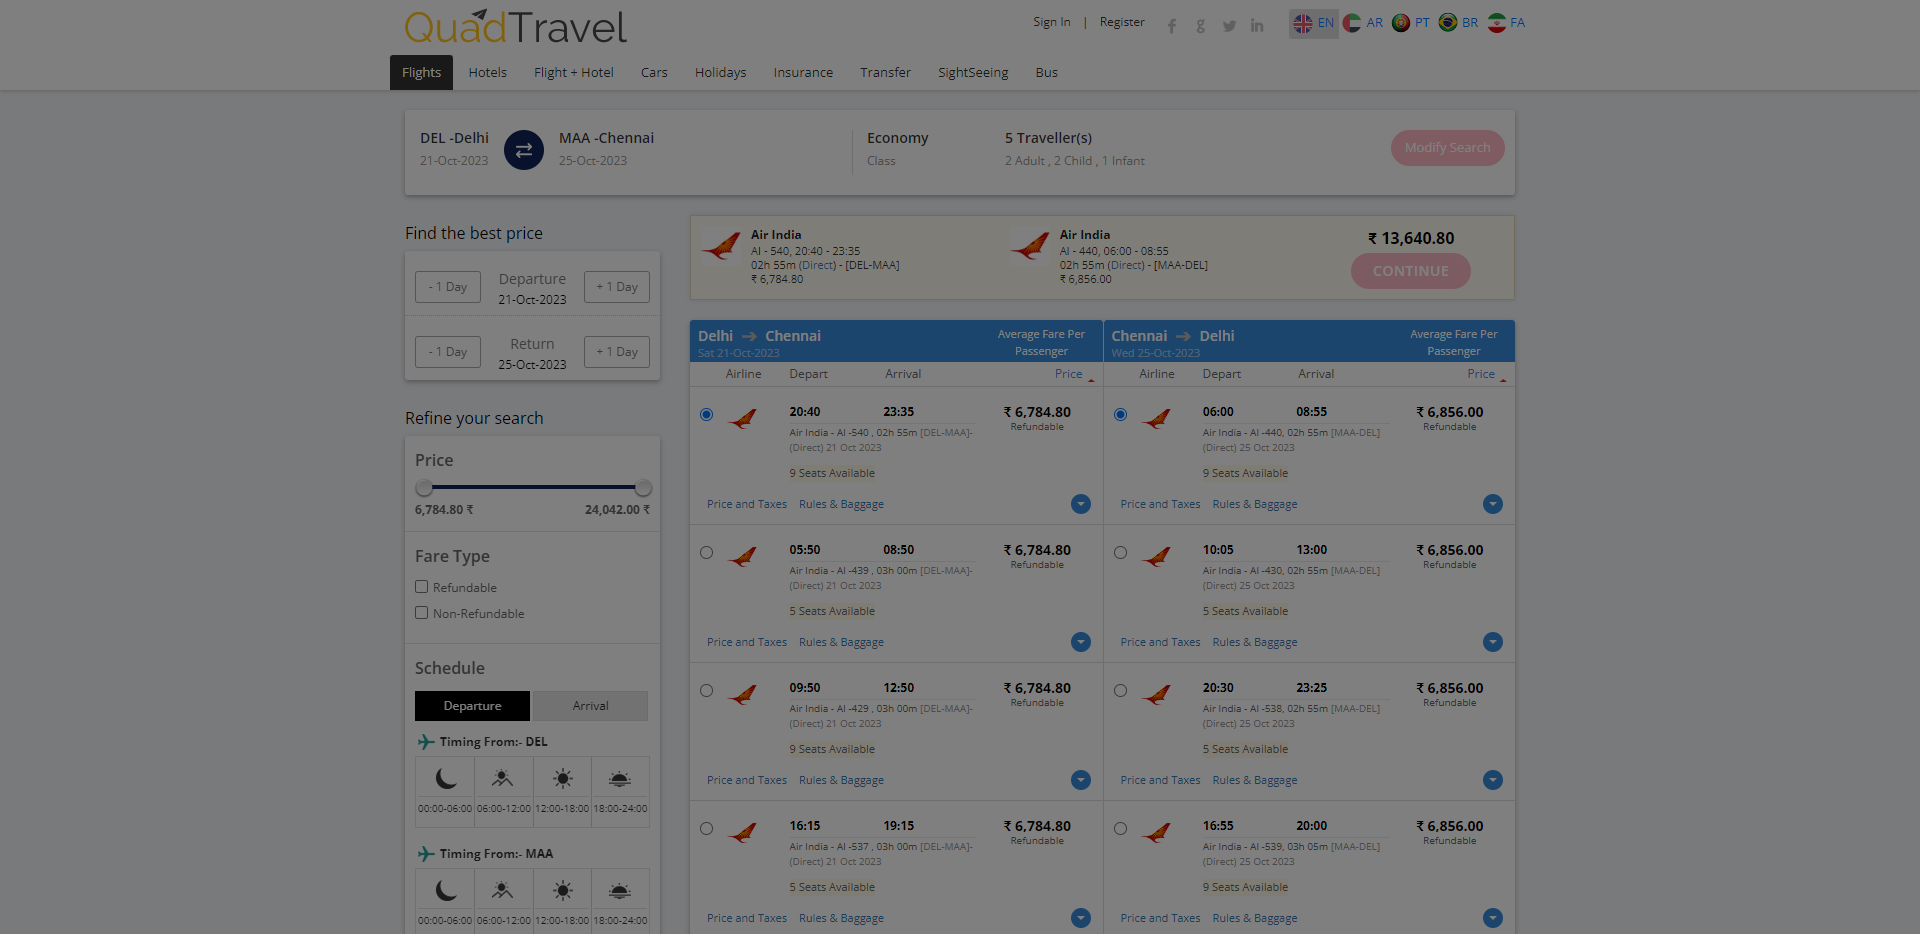 QuadTravel
Sign In | Register
EN AR PT BR FA
Flights Hotels Flight + Hotel Cars Holidays Insurance Transfer SightSeeing Bus
DEL -Delhi MAA -Chennai Economy 5 Traveller(s)
21-Oct-2023 25-Oct-2023 Class 2 Adult , 2 Child , 1 Infant
Modify Search
Find the best price
- 1 Day Departure + 1 Day
21-Oct-2023
- 1 Day Return + 1 Day
25-Oct-2023
Refine your search
Price
6,784.80 ₹ 24,042.00 ₹
Fare Type
Refundable
Non-Refundable
Schedule
Departure Arrival
Timing From:- DEL
00:00-06:00 06:00-12:00 12:00-18:00 18:00-24:00
Timing From:- MAA
00:00-06:00 06:00-12:00 12:00-18:00 18:00-24:00
Air India
AI - 540, 20:40 - 23:35
02h 55m (Direct) - [DEL-MAA]
₹ 6,784.80
Air India
AI - 440, 06:00 - 08:55
02h 55m (Direct) - [MAA-DEL]
₹ 6,856.00
₹ 13,640.80
CONTINUE
Delhi Chennai Average Fare Per
Sat 21-Oct-2023 Passenger
Airline Depart Arrival Price
20:40 23:35 ₹ 6,784.80
Air India - AI -540 , 02h 55m [DEL-MAA]- Refundable
(Direct) 21 Oct 2023
9 Seats Available
Price and Taxes Rules & Baggage
05:50 08:50 ₹ 6,784.80
Air India - AI -439 , 03h 00m [DEL-MAA]- Refundable
(Direct) 21 Oct 2023
5 Seats Available
Price and Taxes Rules & Baggage
09:50 12:50 ₹ 6,784.80
Air India - AI -429 , 03h 00m [DEL-MAA]- Refundable
(Direct) 21 Oct 2023
9 Seats Available
Price and Taxes Rules & Baggage
16:15 19:15 ₹ 6,784.80
Air India - AI -537 , 03h 00m [DEL-MAA]- Refundable
(Direct) 21 Oct 2023
5 Seats Available
Price and Taxes Rules & Baggage
Chennai Delhi Average Fare Per
Wed 25-Oct-2023 Passenger
Airline Depart Arrival Price
06:00 08:55 ₹ 6,856.00
Air India - AI -440, 02h 55m [MAA-DEL] Refundable
(Direct) 25 Oct 2023
9 Seats Available
Price and Taxes Rules & Baggage
10:05 13:00 ₹ 6,856.00
Air India - AI -430, 02h 55m [MAA-DEL] Refundable
(Direct) 25 Oct 2023
5 Seats Available
Price and Taxes Rules & Baggage
20:30 23:25 ₹ 6,856.00
Air India - AI -538, 02h 55m [MAA-DEL] Refundable
(Direct) 25 Oct 2023
5 Seats Available
Price and Taxes Rules & Baggage
16:55 20:00 ₹ 6,856.00
Air India - AI -539, 03h 05m [MAA-DEL] Refundable
(Direct) 25 Oct 2023
9 Seats Available
Price and Taxes Rules & Baggage